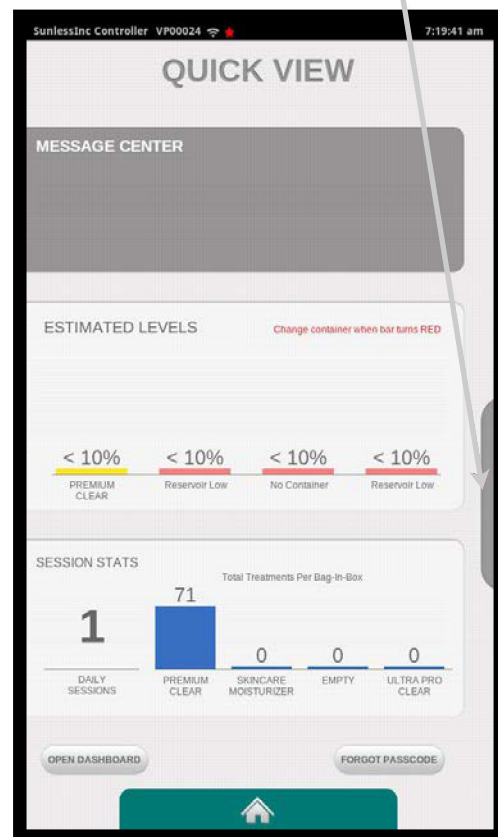 SunlessInc Controller VP00024 7:19:41 am
QUICK VIEW
MESSAGE CENTER
ESTIMATED LEVELS
Change container when bar turns RED
< 10% < 10% < 10% < 10%
PREMIUM CLEAR
Reservoir Low
No Container
Reservoir Low
SESSION STATS
Total Treatments Per Bag-In-Box
1
71 0 0 0
DAILY SESSIONS
PREMIUM CLEAR
SKINCARE MOISTURIZER
EMPTY
ULTRA PRO CLEAR
OPEN DASHBOARD
FORGOT PASSCODE